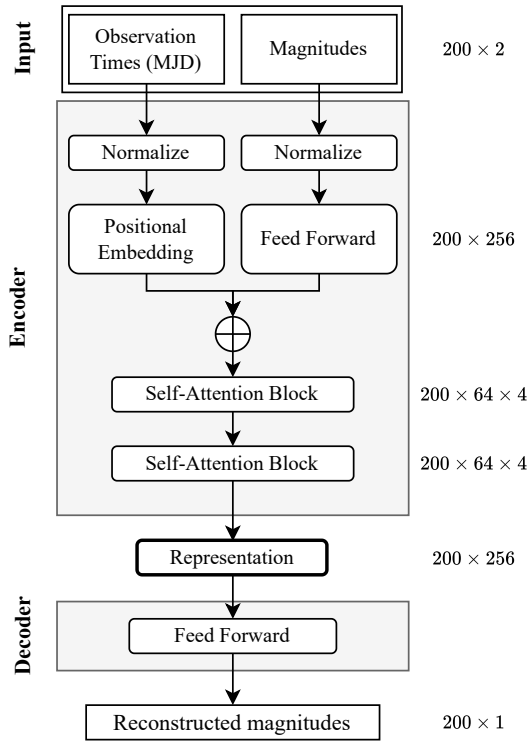 Input
Observation
Times (MJD)
Magnitudes
200 × 2
Encoder
Normalize
Normalize
Positional
Embedding
Feed Forward
200 × 256
Self-Attention Block
200 × 64 × 4
Self-Attention Block
200 × 64 × 4
Representation
200 × 256
Decoder
Feed Forward
Reconstructed magnitudes
200 × 1